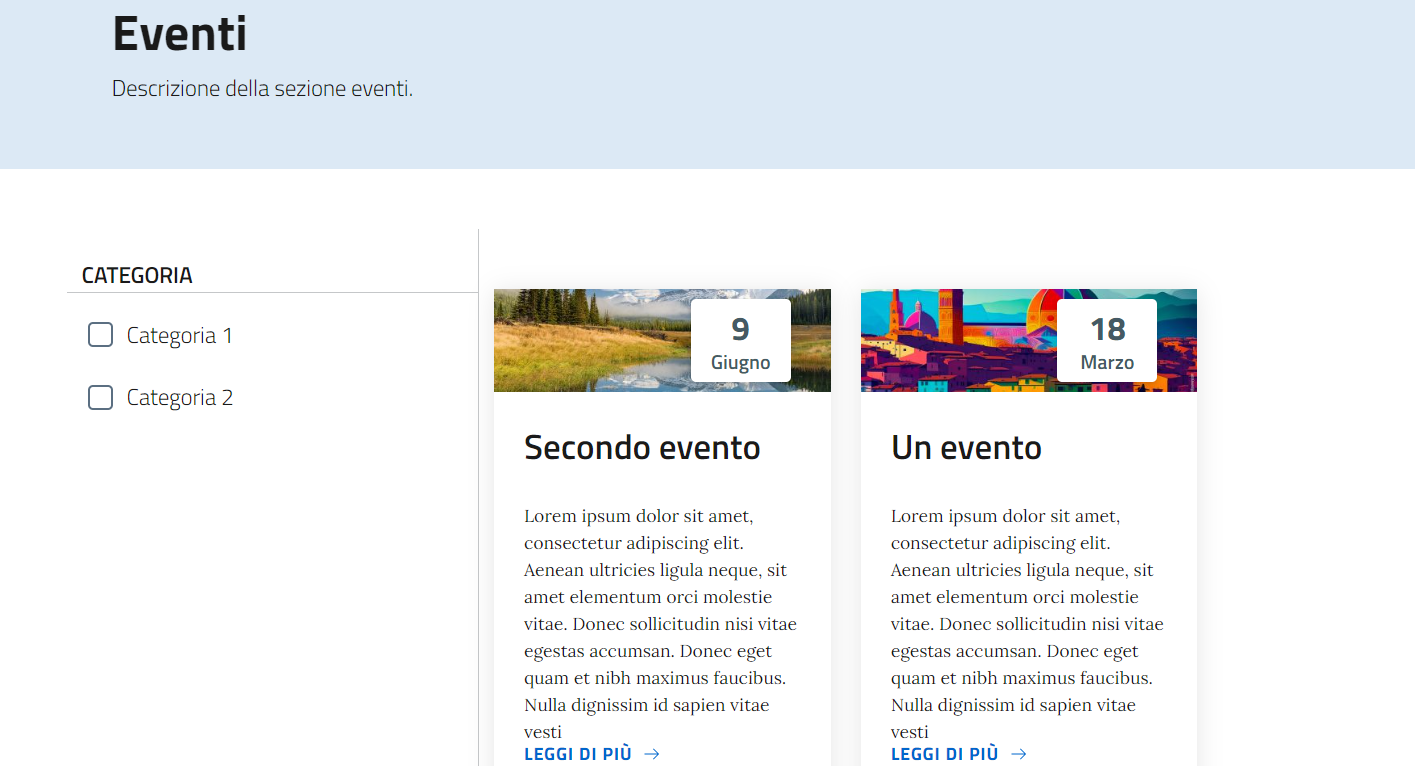 Eventi
Descrizione della sezione eventi.
CATEGORIA
Categoria 1
Categoria 2
9
Giugno
Secondo evento
Lorem ipsum dolor sit amet,
consectetur adipiscing elit.
Aenean ultricies ligula neque, sit
amet elementum orci molestie
vitae. Donec sollicitudin nisi vitae
egestas accumsan. Donec eget
quam et nibh maximus faucibus.
Nulla dignissim id sapien vitae
vesti
LEGGI DI PIÙ
18
Marzo
Un evento
Lorem ipsum dolor sit amet,
consectetur adipiscing elit.
Aenean ultricies ligula neque, sit
amet elementum orci molestie
vitae. Donec sollicitudin nisi vitae
egestas accumsan. Donec eget
quam et nibh maximus faucibus.
Nulla dignissim id sapien vitae
vesti
LEGGI DI PIÙ